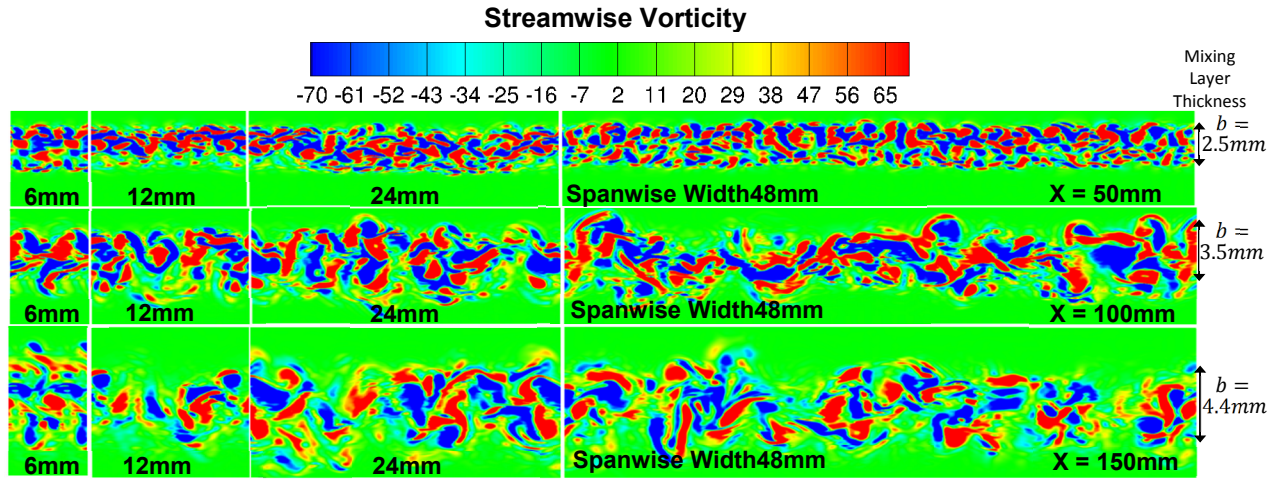 Streamwise Vorticity
-70 -61 -52 -43 -34 -25 -16 -7 2 11 20 29 38 47 56 65
Mixing
Layer
Thickness
b =
2.5mm
6mm 12mm 24mm Spanwise Width48mm X = 50mm
b =
3.5mm
6mm 12mm 24mm Spanwise Width48mm X = 100mm
b =
4.4mm
6mm 12mm 24mm Spanwise Width48mm X = 150mm